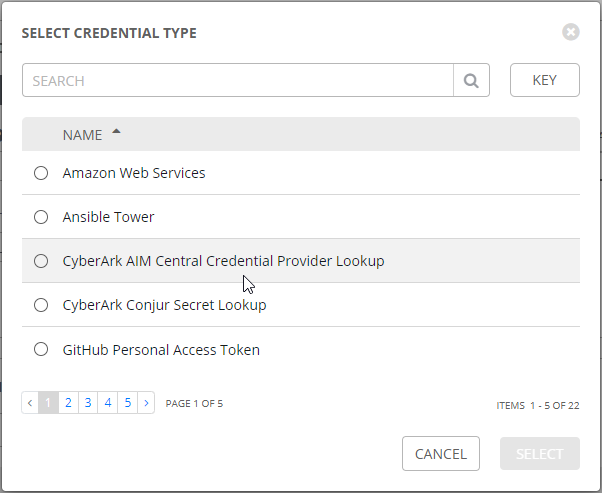 SELECT CREDENTIAL TYPE
SEARCH
KEY
NAME
Amazon Web Services
Ansible Tower
CyberArk AIM Central Credential Provider Lookup
CyberArk Conjur Secret Lookup
GitHub Personal Access Token
< 1 2 3 4 5 > PAGE 1 OF 5
ITEMS 1 - 5 OF 22
CANCEL
SELECT